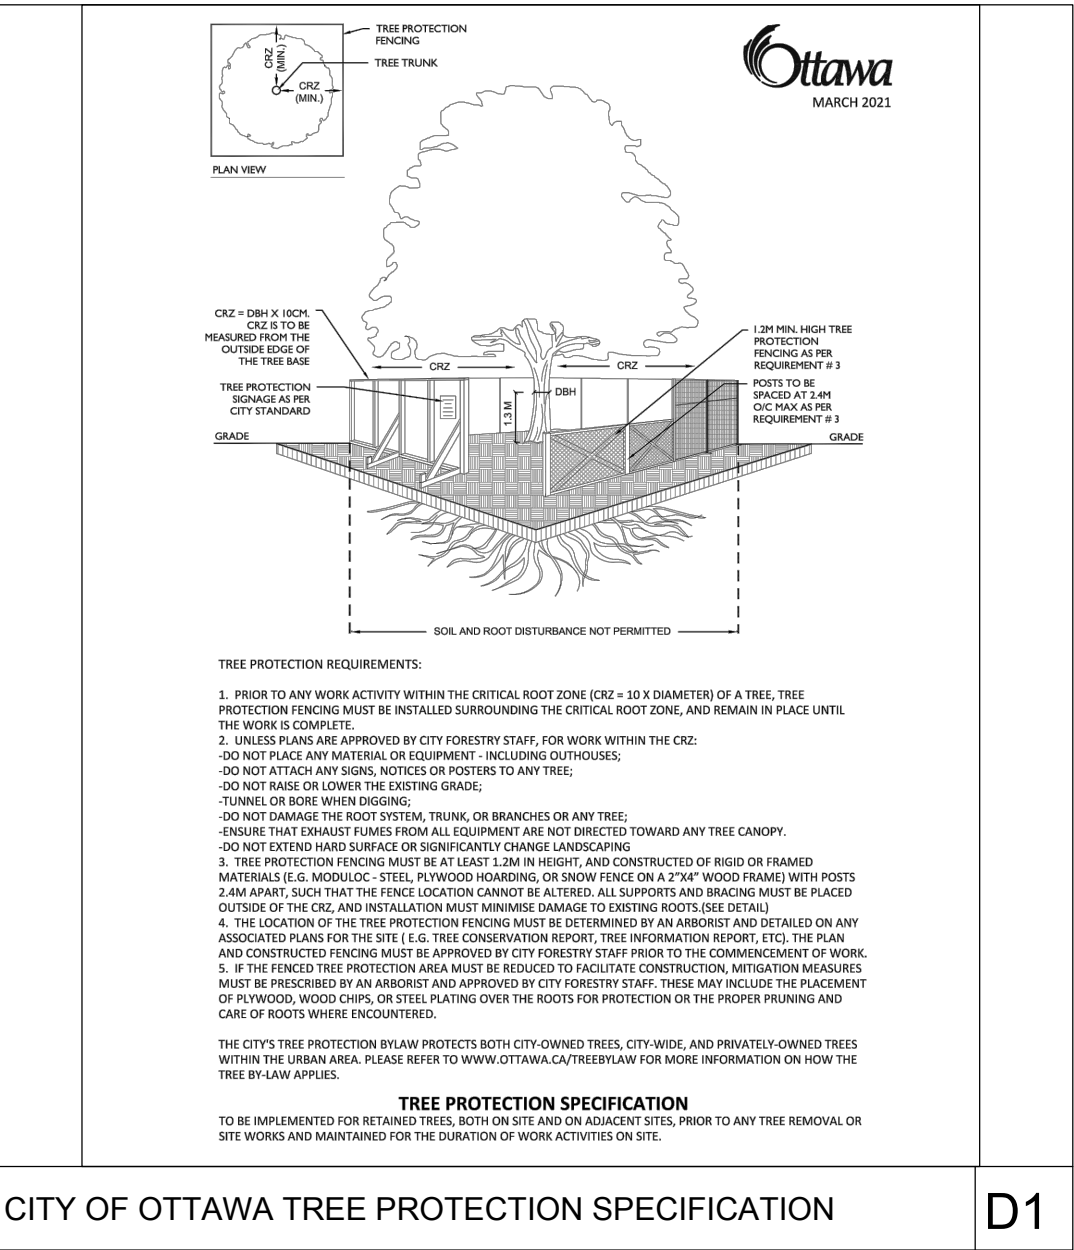 TREE PROTECTION
FENCING
TREE TRUNK
CRZ
(MIN.)
CRZ
(MIN.)
PLAN VIEW
Ottawa
MARCH 2021
CRZ = DBH X 10CM.
CRZ IS TO BE
MEASURED FROM THE
OUTSIDE EDGE OF
THE TREE BASE
TREE PROTECTION
SIGNAGE AS PER
CITY STANDARD
GRADE
CRZ
CRZ
DBH
1.3 M
1.2M MIN. HIGH TREE
PROTECTION
FENCING AS PER
REQUIREMENT # 3
POSTS TO BE
SPACED AT 2.4M
O/C MAX AS PER
REQUIREMENT # 3
GRADE
SOIL AND ROOT DISTURBANCE NOT PERMITTED
TREE PROTECTION REQUIREMENTS:
1. PRIOR TO ANY WORK ACTIVITY WITHIN THE CRITICAL ROOT ZONE (CRZ = 10 X DIAMETER) OF A TREE, TREE
PROTECTION FENCING MUST BE INSTALLED SURROUNDING THE CRITICAL ROOT ZONE, AND REMAIN IN PLACE UNTIL
THE WORK IS COMPLETE.
2. UNLESS PLANS ARE APPROVED BY CITY FORESTRY STAFF, FOR WORK WITHIN THE CRZ:
-DO NOT PLACE ANY MATERIAL OR EQUIPMENT - INCLUDING OUTHOUSES;
-DO NOT ATTACH ANY SIGNS, NOTICES OR POSTERS TO ANY TREE;
-DO NOT RAISE OR LOWER THE EXISTING GRADE;
-TUNNEL OR BORE WHEN DIGGING;
-DO NOT DAMAGE THE ROOT SYSTEM, TRUNK, OR BRANCHES OR ANY TREE;
-ENSURE THAT EXHAUST FUMES FROM ALL EQUIPMENT ARE NOT DIRECTED TOWARD ANY TREE CANOPY.
-DO NOT EXTEND HARD SURFACE OR SIGNIFICANTLY CHANGE LANDSCAPING
3. TREE PROTECTION FENCING MUST BE AT LEAST 1.2M IN HEIGHT, AND CONSTRUCTED OF RIGID OR FRAMED
MATERIALS (E.G. MODULOC - STEEL, PLYWOOD HOARDING, OR SNOW FENCE ON A 2"X4" WOOD FRAME) WITH POSTS
2.4M APART, SUCH THAT THE FENCE LOCATION CANNOT BE ALTERED. ALL SUPPORTS AND BRACING MUST BE PLACED
OUTSIDE OF THE CRZ, AND INSTALLATION MUST MINIMISE DAMAGE TO EXISTING ROOTS.(SEE DETAIL)
4. THE LOCATION OF THE TREE PROTECTION FENCING MUST BE DETERMINED BY AN ARBORIST AND DETAILED ON ANY
ASSOCIATED PLANS FOR THE SITE ( E.G. TREE CONSERVATION REPORT, TREE INFORMATION REPORT, ETC). THE PLAN
AND CONSTRUCTED FENCING MUST BE APPROVED BY CITY FORESTRY STAFF PRIOR TO THE COMMENCEMENT OF WORK.
5. IF THE FENCED TREE PROTECTION AREA MUST BE REDUCED TO FACILITATE CONSTRUCTION, MITIGATION MEASURES
MUST BE PRESCRIBED BY AN ARBORIST AND APPROVED BY CITY FORESTRY STAFF. THESE MAY INCLUDE THE PLACEMENT
OF PLYWOOD, WOOD CHIPS, OR STEEL PLATING OVER THE ROOTS FOR PROTECTION OR THE PROPER PRUNING AND
CARE OF ROOTS WHERE ENCOUNTERED.
THE CITY'S TREE PROTECTION BYLAW PROTECTS BOTH CITY-OWNED TREES, CITY-WIDE, AND PRIVATELY-OWNED TREES
WITHIN THE URBAN AREA. PLEASE REFER TO WWW.OTTAWA.CA/TREEBYLAW FOR MORE INFORMATION ON HOW THE
TREE BY-LAW APPLIES.
TREE PROTECTION SPECIFICATION
TO BE IMPLEMENTED FOR RETAINED TREES, BOTH ON SITE AND ON ADJACENT SITES, PRIOR TO ANY TREE REMOVAL OR
SITE WORKS AND MAINTAINED FOR THE DURATION OF WORK ACTIVITIES ON SITE.
CITY OF OTTAWA TREE PROTECTION SPECIFICATION
D1